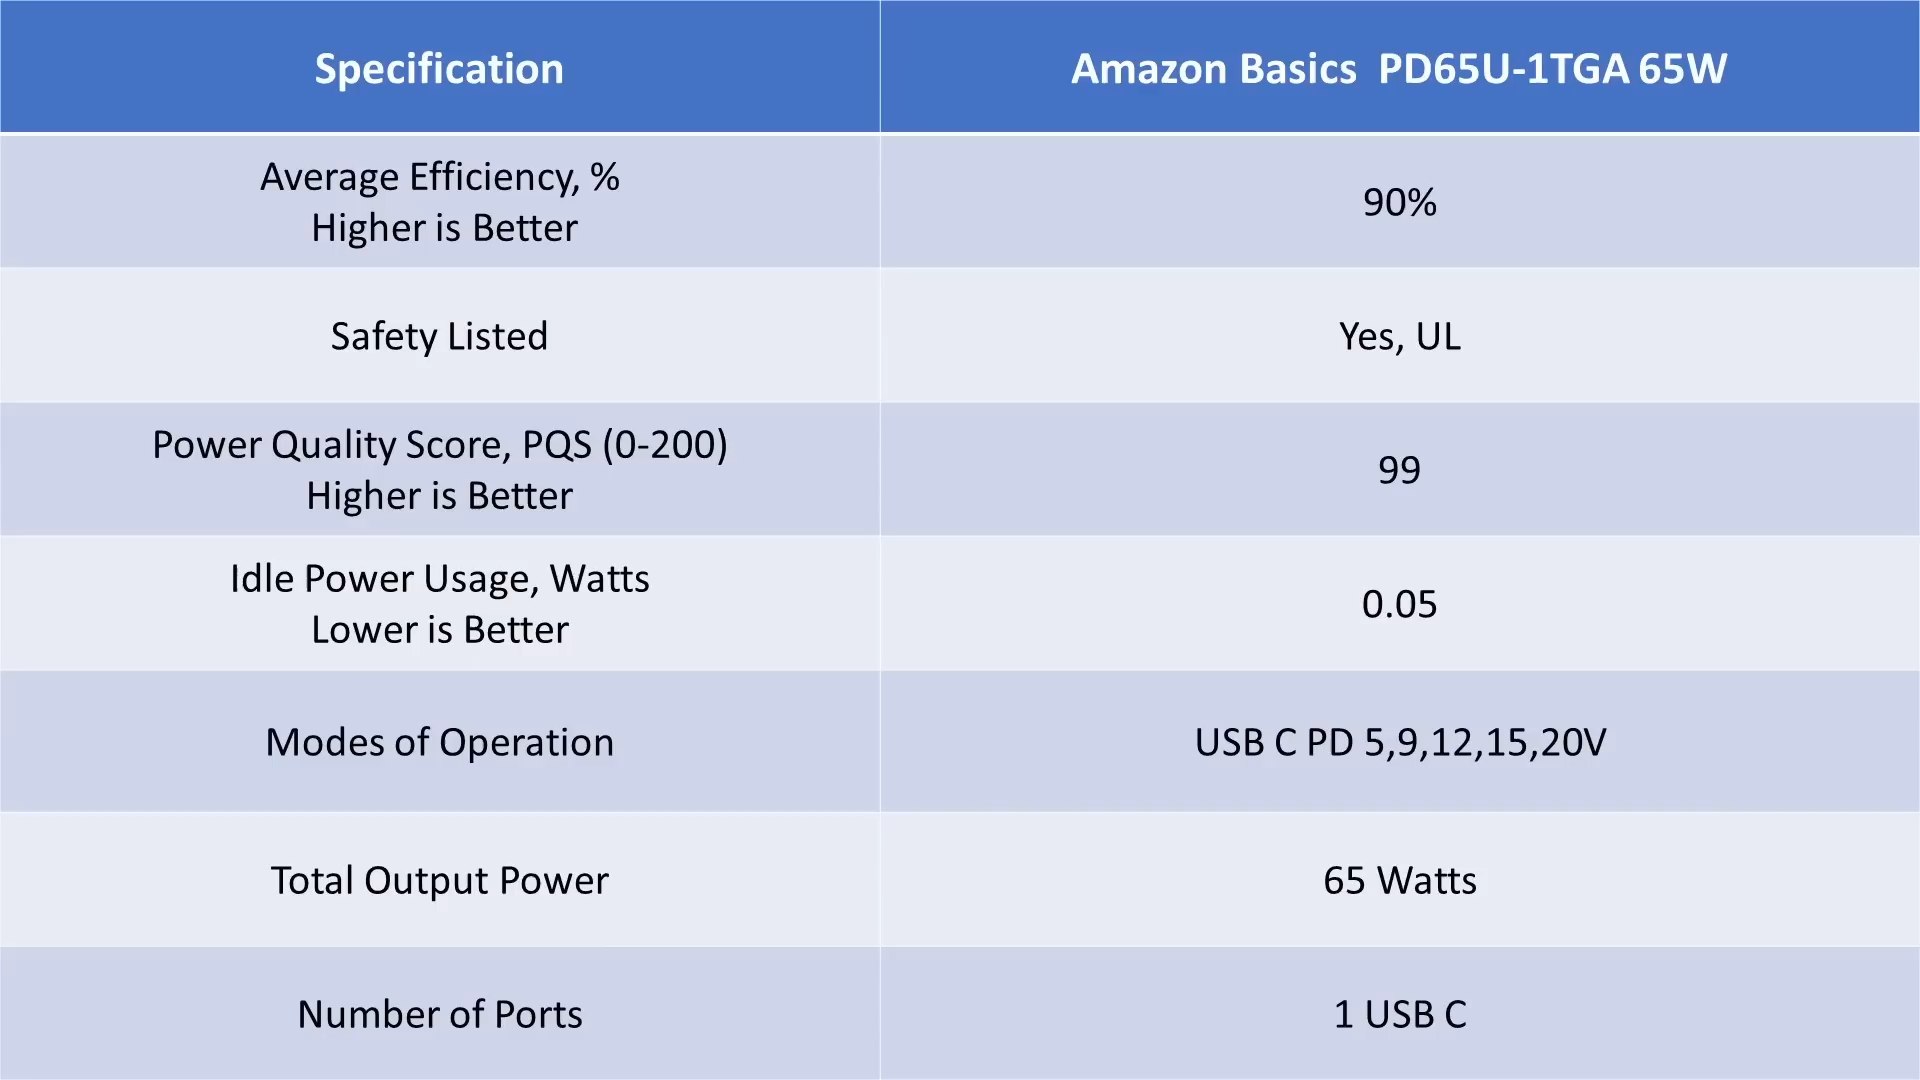 Specification
Amazon Basics  PD65U-1TGA 65W
Average Efficiency, %
Higher is Better
90%
Safety Listed
Yes, UL
Power Quality Score, PQS (0-200)
Higher is Better
99
Idle Power Usage, Watts
Lower is Better
0.05
Modes of Operation
USB C PD 5,9,12,15,20V
Total Output Power
65 Watts
Number of Ports
1 USB C